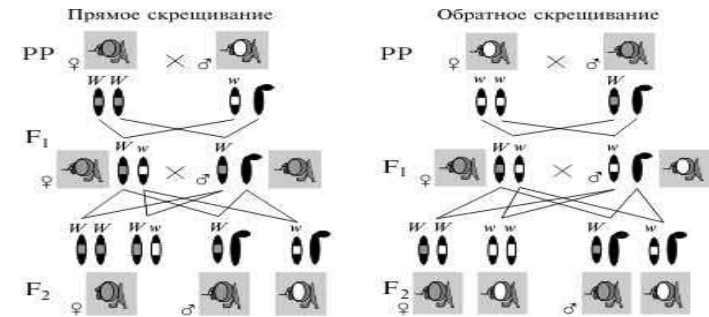 Прямое скрещивание
PP ♀ × ♂
W W w
F1
W w W
♀ × ♂
W W W w W w
F2 ♀ ♂
Обратное скрещивание
PP ♀ × ♂
w w W
F1 W w w
♀ × ♂
W W w w W w
F2 ♀ ♂